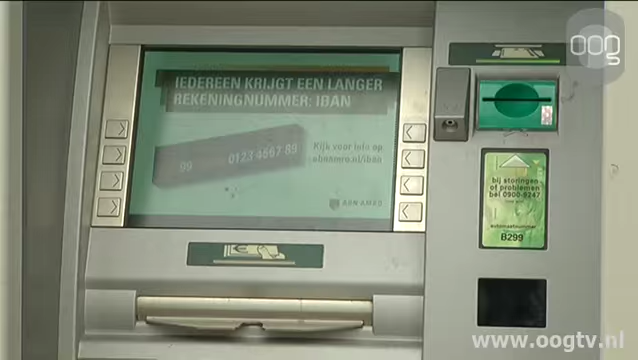 oog
IEDEREEN KRIJGT EEN LANGER
REKENINGNUMMER: IBAN
99 0123 4567 89
Kijk voor info op
abnamro.nl/iban
ABN·AMRO
bij storingen
of problemen
bel 0900-9247
automaatnummer
B299
www.oogtv.nl